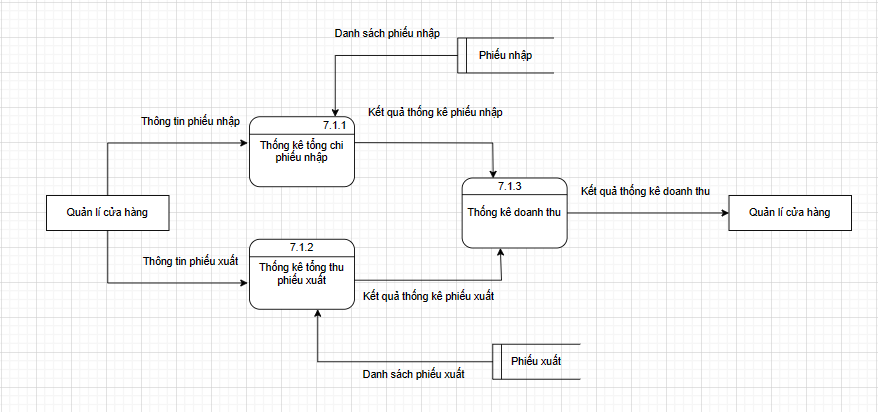 Danh sách phiếu nhập
Phiếu nhập
Thông tin phiếu nhập
Kết quả thống kê phiếu nhập
7.1.1
Thống kê tổng chi
phiếu nhập
7.1.3
Thống kê doanh thu
Kết quả thống kê doanh thu
Quản lí cửa hàng
Quản lí cửa hàng
7.1.2
Thống kê tổng thu
phiếu xuất
Thông tin phiếu xuất
Kết quả thống kê phiếu xuất
Phiếu xuất
Danh sách phiếu xuất